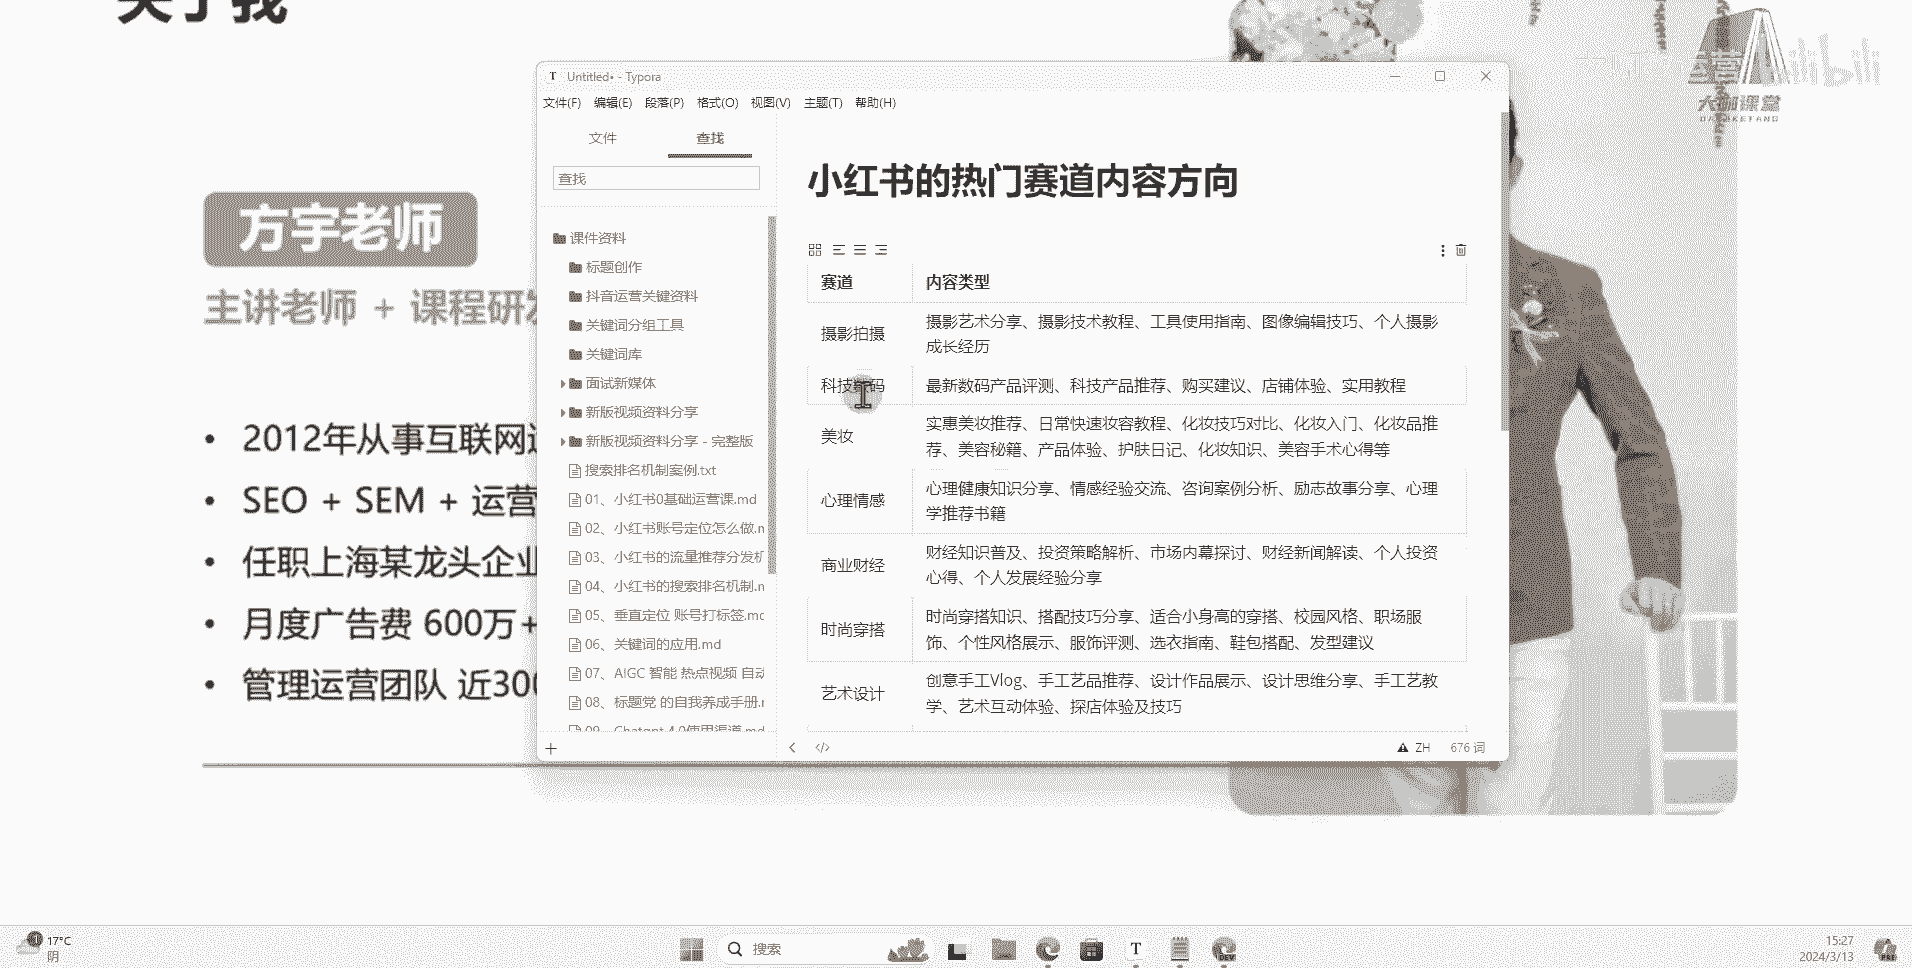 关于我
bilibili
大咖课堂
DA KA KE TANG
方宇老师
主讲老师 + 课程研发
2012年从事互联网
SEO + SEM + 运营
任职上海某龙头企业
月度广告费 600万+
管理运营团队 近300
Untitled• - Typora
文件(F) 编辑(E) 段落(P) 格式(O) 视图(V) 主题(T) 帮助(H)
文件 查找
查找
课件资料
标题创作
抖音运营关键资料
关键词分组工具
关键词库
面试新媒体
新版视频资料分享
新版视频资料分享 - 完整版
搜索排名机制案例.txt
01、小红书0基础运营课.md
02、小红书账号定位怎么做.m
03、小红书的流量推荐分发机
04、小红书的搜索排名机制.m
05、垂直定位 账号打标签.mc
06、关键词的应用.md
07、AIGC 智能 热点视频 自动
08、标题党 的自我养成手册.r
09、Chatgpt 4.0使用渠道.md
小红书的热门赛道内容方向
赛道 内容类型
摄影拍摄 摄影艺术分享、摄影技术教程、工具使用指南、图像编辑技巧、个人摄影
成长经历
科技数码 最新数码产品评测、科技产品推荐、购买建议、店铺体验、实用教程
美妆 实惠美妆推荐、日常快速妆容教程、化妆技巧对比、化妆入门、化妆品推
荐、美容秘籍、产品体验、护肤日记、化妆知识、美容手术心得等
心理情感 心理健康知识分享、情感经验交流、咨询案例分析、励志故事分享、心理
学推荐书籍
商业财经 财经知识普及、投资策略解析、市场内幕探讨、财经新闻解读、个人投资
心得、个人发展经验分享
时尚穿搭 时尚穿搭知识、搭配技巧分享、适合小身高的穿搭、校园风格、职场服
饰、个性风格展示、服饰评测、选衣指南、鞋包搭配、发型建议
艺术设计 创意手工Vlog、手工艺品推荐、设计作品展示、设计思维分享、手工艺教
学、艺术互动体验、探店体验及技巧
ZH 676 词
17°C
阴
搜索
T
DEV
15:27
2024/3/13
PRE